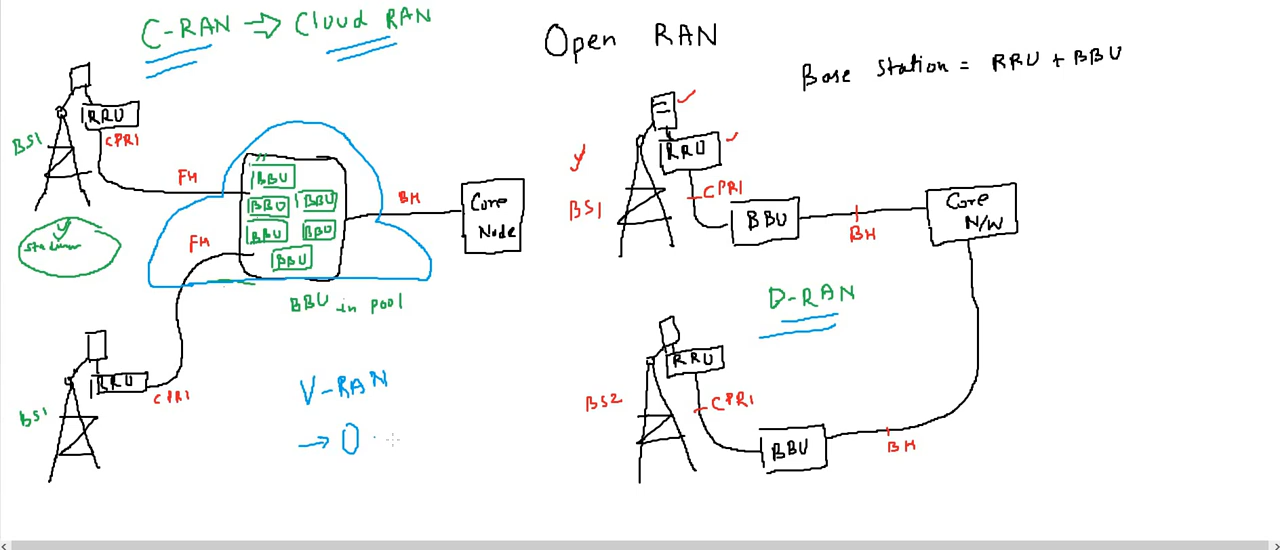 C-RAN ⇒ Cloud RAN
Open RAN
Base Station = RRU + BBU
RRU
BS1
CPRI
FH
BBU
BBU
BBU
BBU
BBU
BBU
FH
BH
Core
Node
BBU in pool
RRU
BS1
CPRI
V-RAN
→ O
RRU
BS1
CPRI
BBU
BH
Core
N/W
D-RAN
RRU
BS2
CPRI
BBU
BH